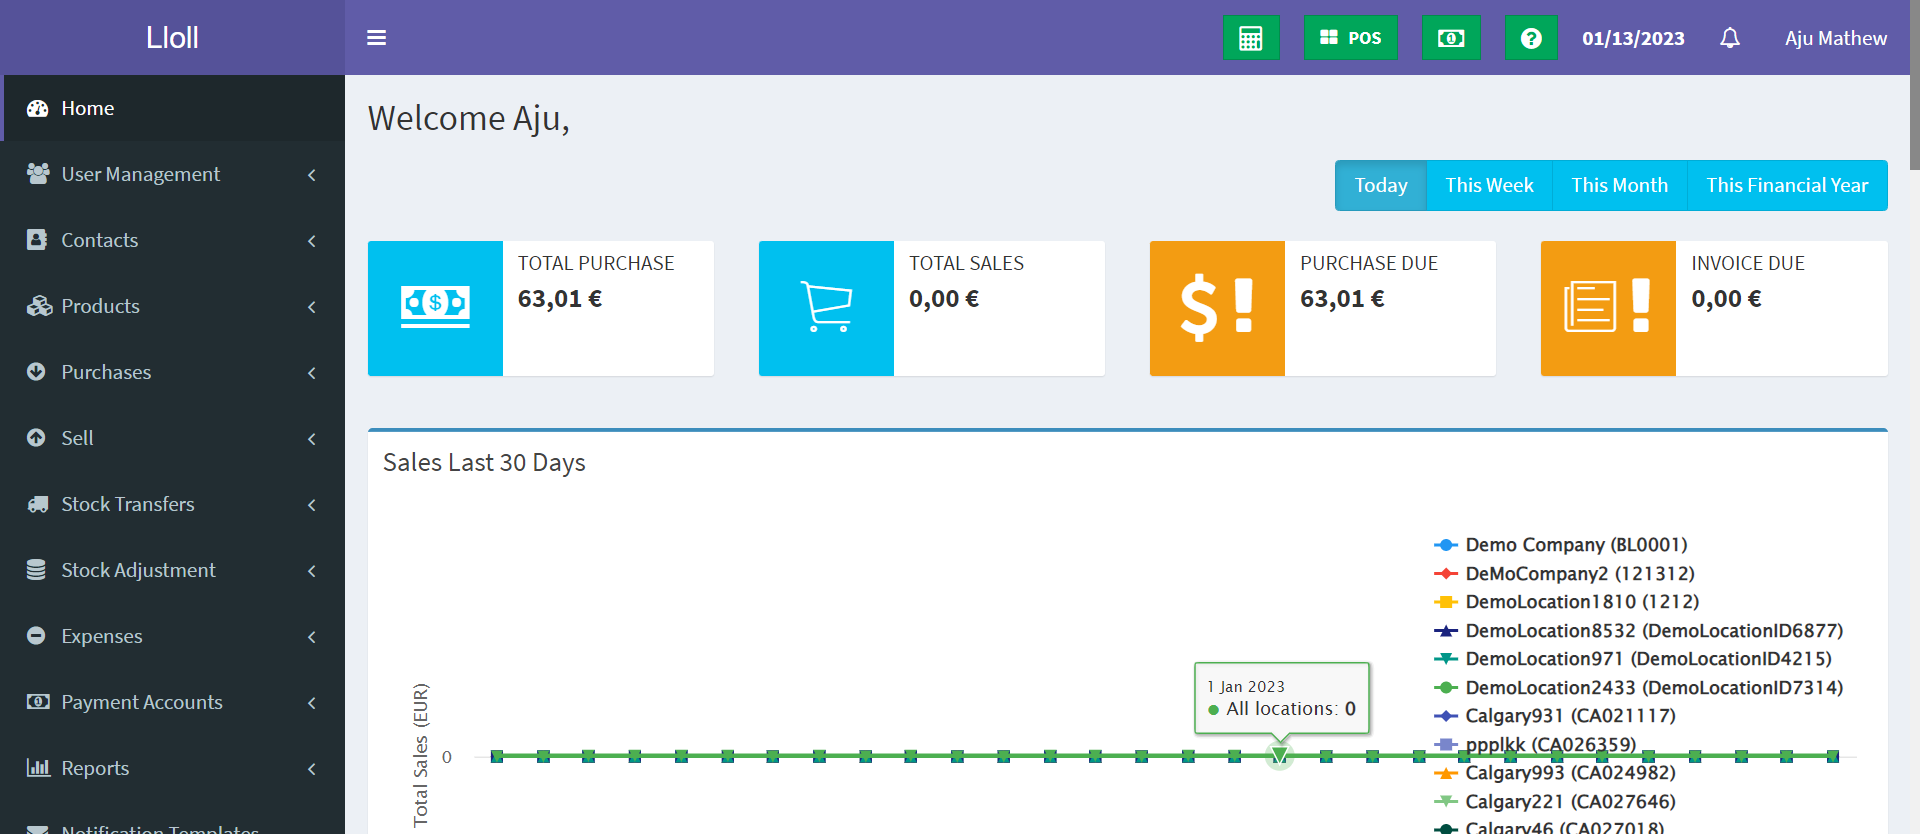 Lloll
POS
01/13/2023
Aju Mathew
Home
User Management
Contacts
Products
Purchases
Sell
Stock Transfers
Stock Adjustment
Expenses
Payment Accounts
Reports
Notification Templates
Welcome Aju,
Today
This Week
This Month
This Financial Year
TOTAL PURCHASE
63,01 €
TOTAL SALES
0,00 €
PURCHASE DUE
63,01 €
INVOICE DUE
0,00 €
Sales Last 30 Days
Total Sales (EUR)
0
1 Jan 2023
All locations: 0
Demo Company (BL0001)
DeMoCompany2 (121312)
DemoLocation1810 (1212)
DemoLocation8532 (DemoLocationID6877)
DemoLocation971 (DemoLocationID4215)
DemoLocation2433 (DemoLocationID7314)
Calgary931 (CA021117)
ppplkk (CA026359)
Calgary993 (CA024982)
Calgary221 (CA027646)
Calgary46 (CA027018)